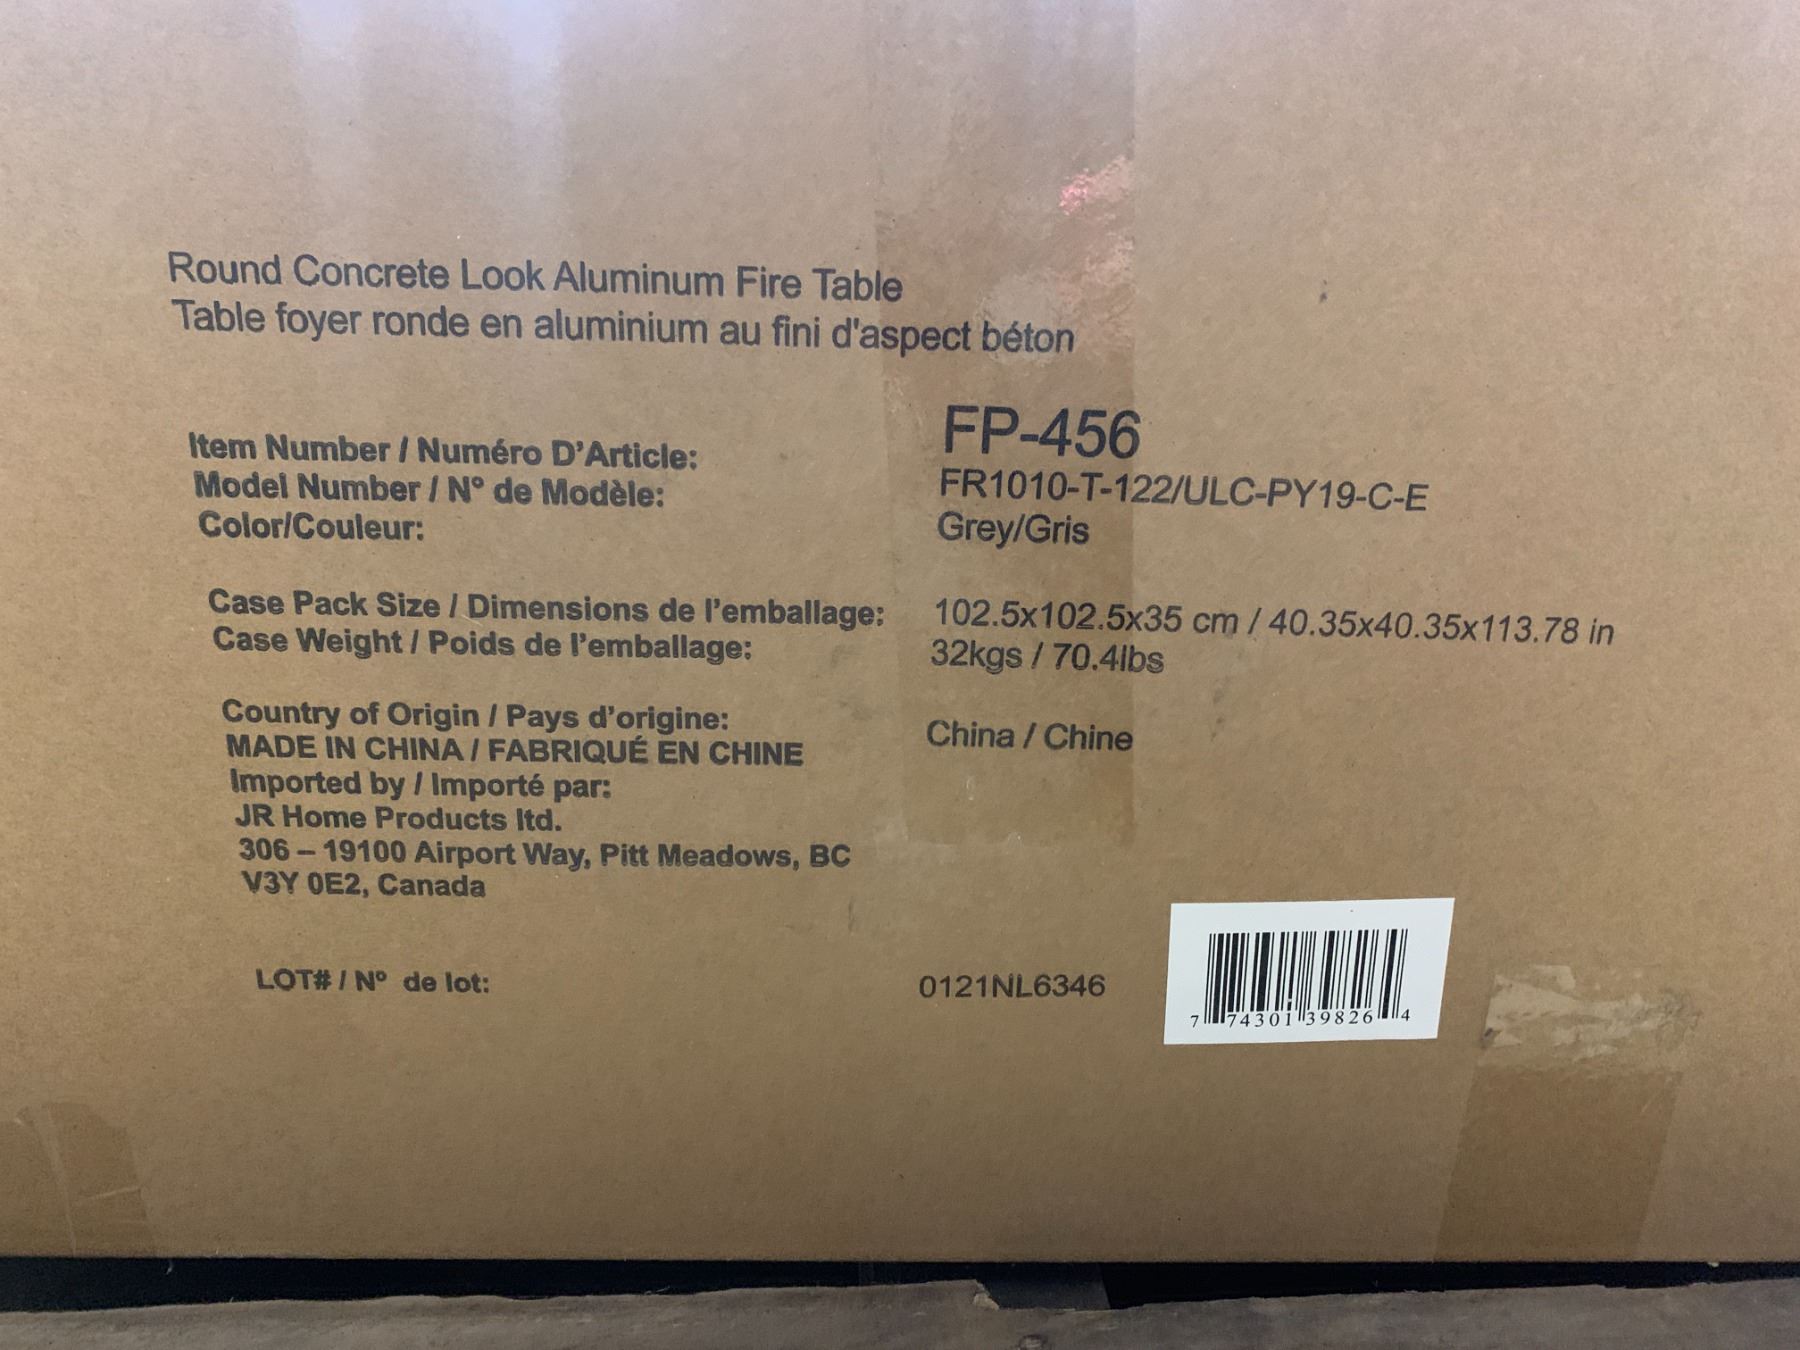 Round Concrete Look Aluminum Fire Table
Table foyer ronde en aluminium au fini d'aspect béton
Item Number / Numéro D'Article: FP-456
Model Number / Nº de Modèle: FR1010-T-122/ULC-PY19-C-E
Color/Couleur: Grey/Gris
Case Pack Size / Dimensions de l'emballage: 102.5x102.5x35 cm / 40.35x40.35x113.78 in
Case Weight / Poids de l'emballage: 32kgs / 70.4lbs
Country of Origin / Pays d'origine: China / Chine
MADE IN CHINA / FABRIQUÉ EN CHINE
Imported by / Importé par:
JR Home Products ltd.
306 – 19100 Airport Way, Pitt Meadows, BC
V3Y 0E2, Canada
LOT# / Nº de lot: 0121NL6346
7 74301 39826 4